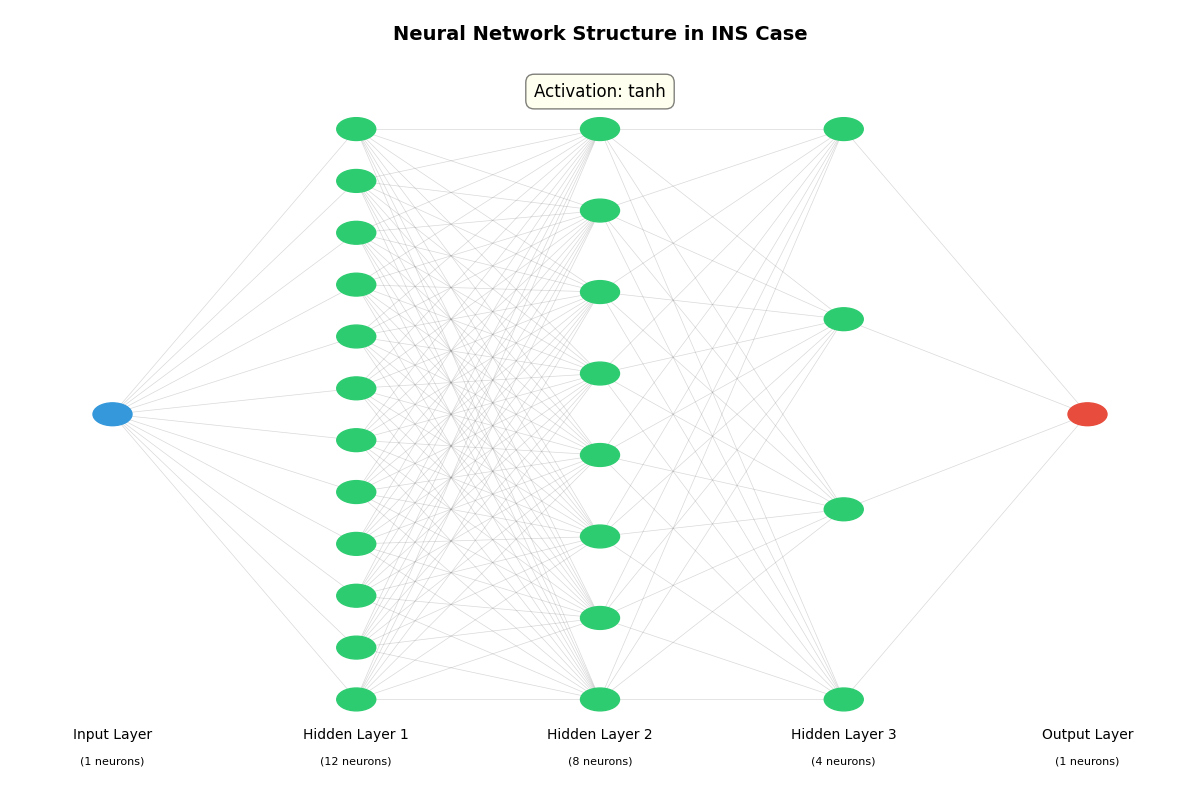 Neural Network Structure in INS Case
Activation: tanh
Input Layer
(1 neurons)
Hidden Layer 1
(12 neurons)
Hidden Layer 2
(8 neurons)
Hidden Layer 3
(4 neurons)
Output Layer
(1 neurons)